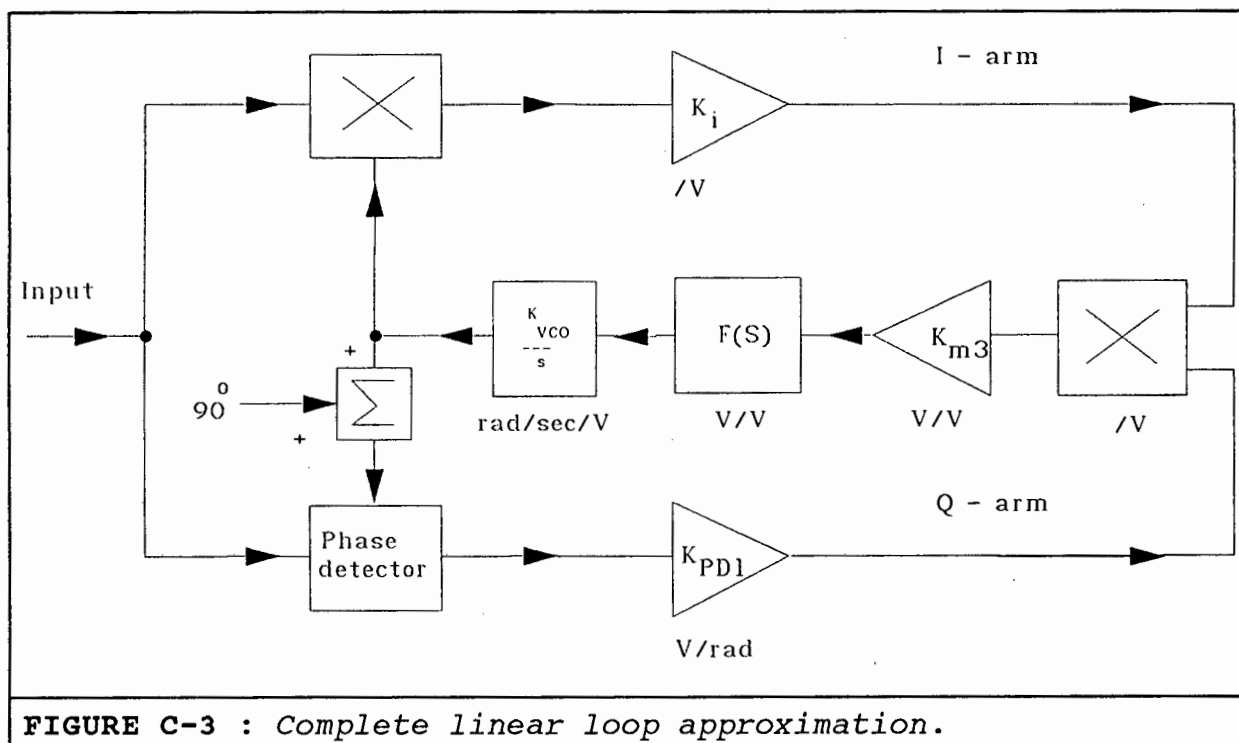 I - arm
K_i
/V
Input
K_VCO
---
s
F(S)
K_m3
+
90°
rad/sec/V
V/V
V/V
/V
+
Q - arm
Phase
detector
K_PD1
V/rad
FIGURE C-3 : Complete linear loop approximation.